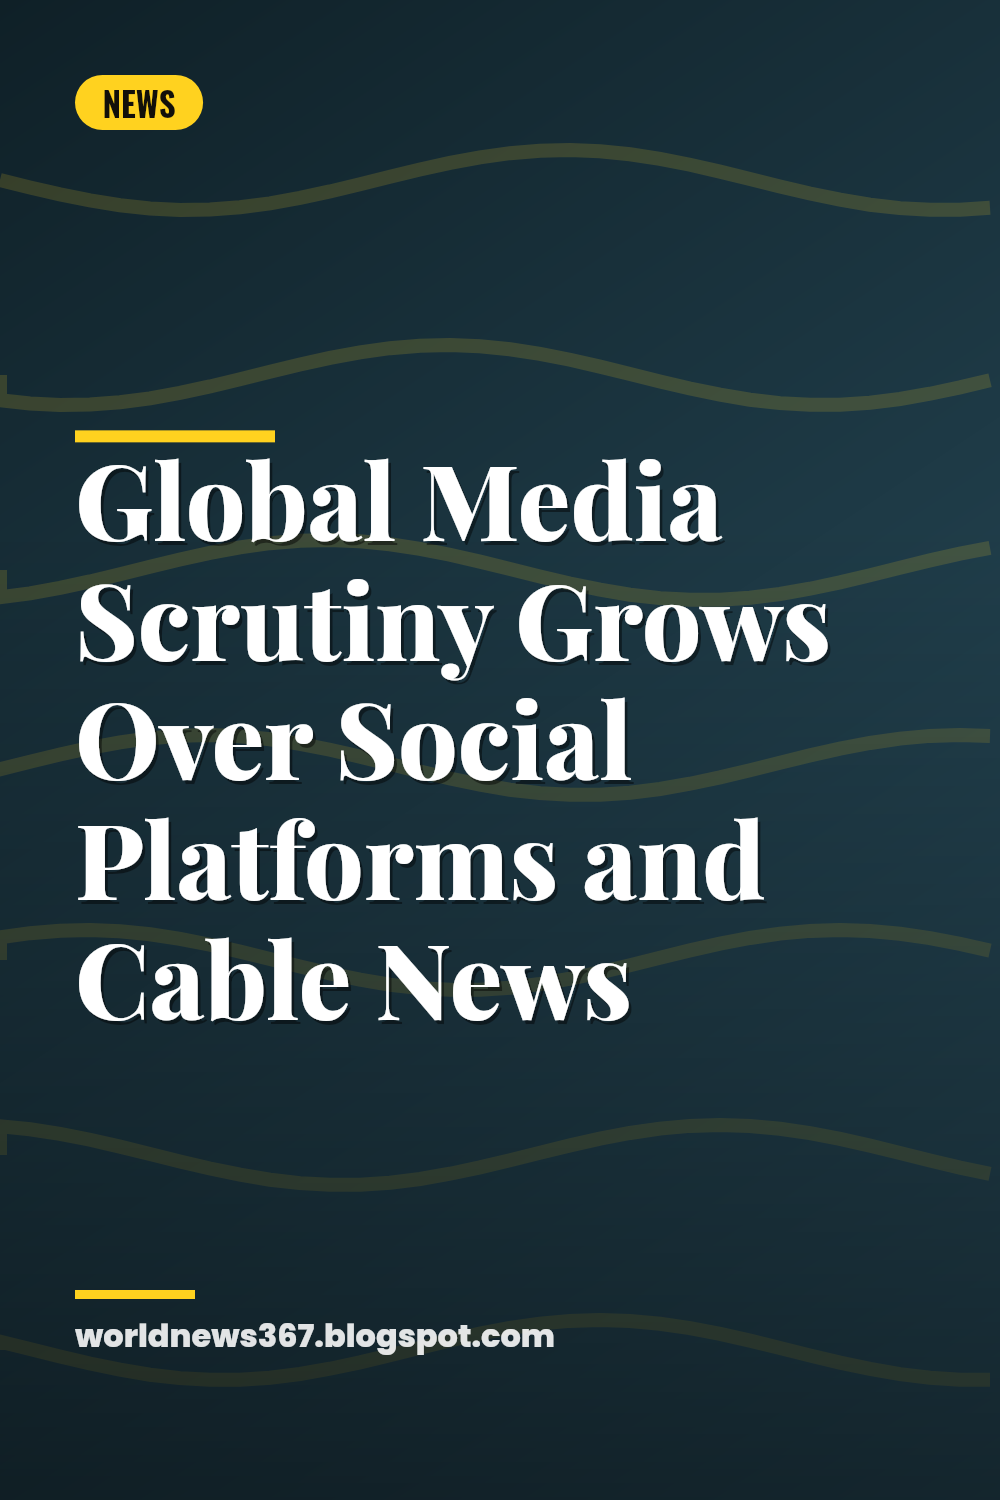 NEWS
Global Media
Scrutiny Grows
Over Social
Platforms and
Cable News
worldnews367.blogspot.com